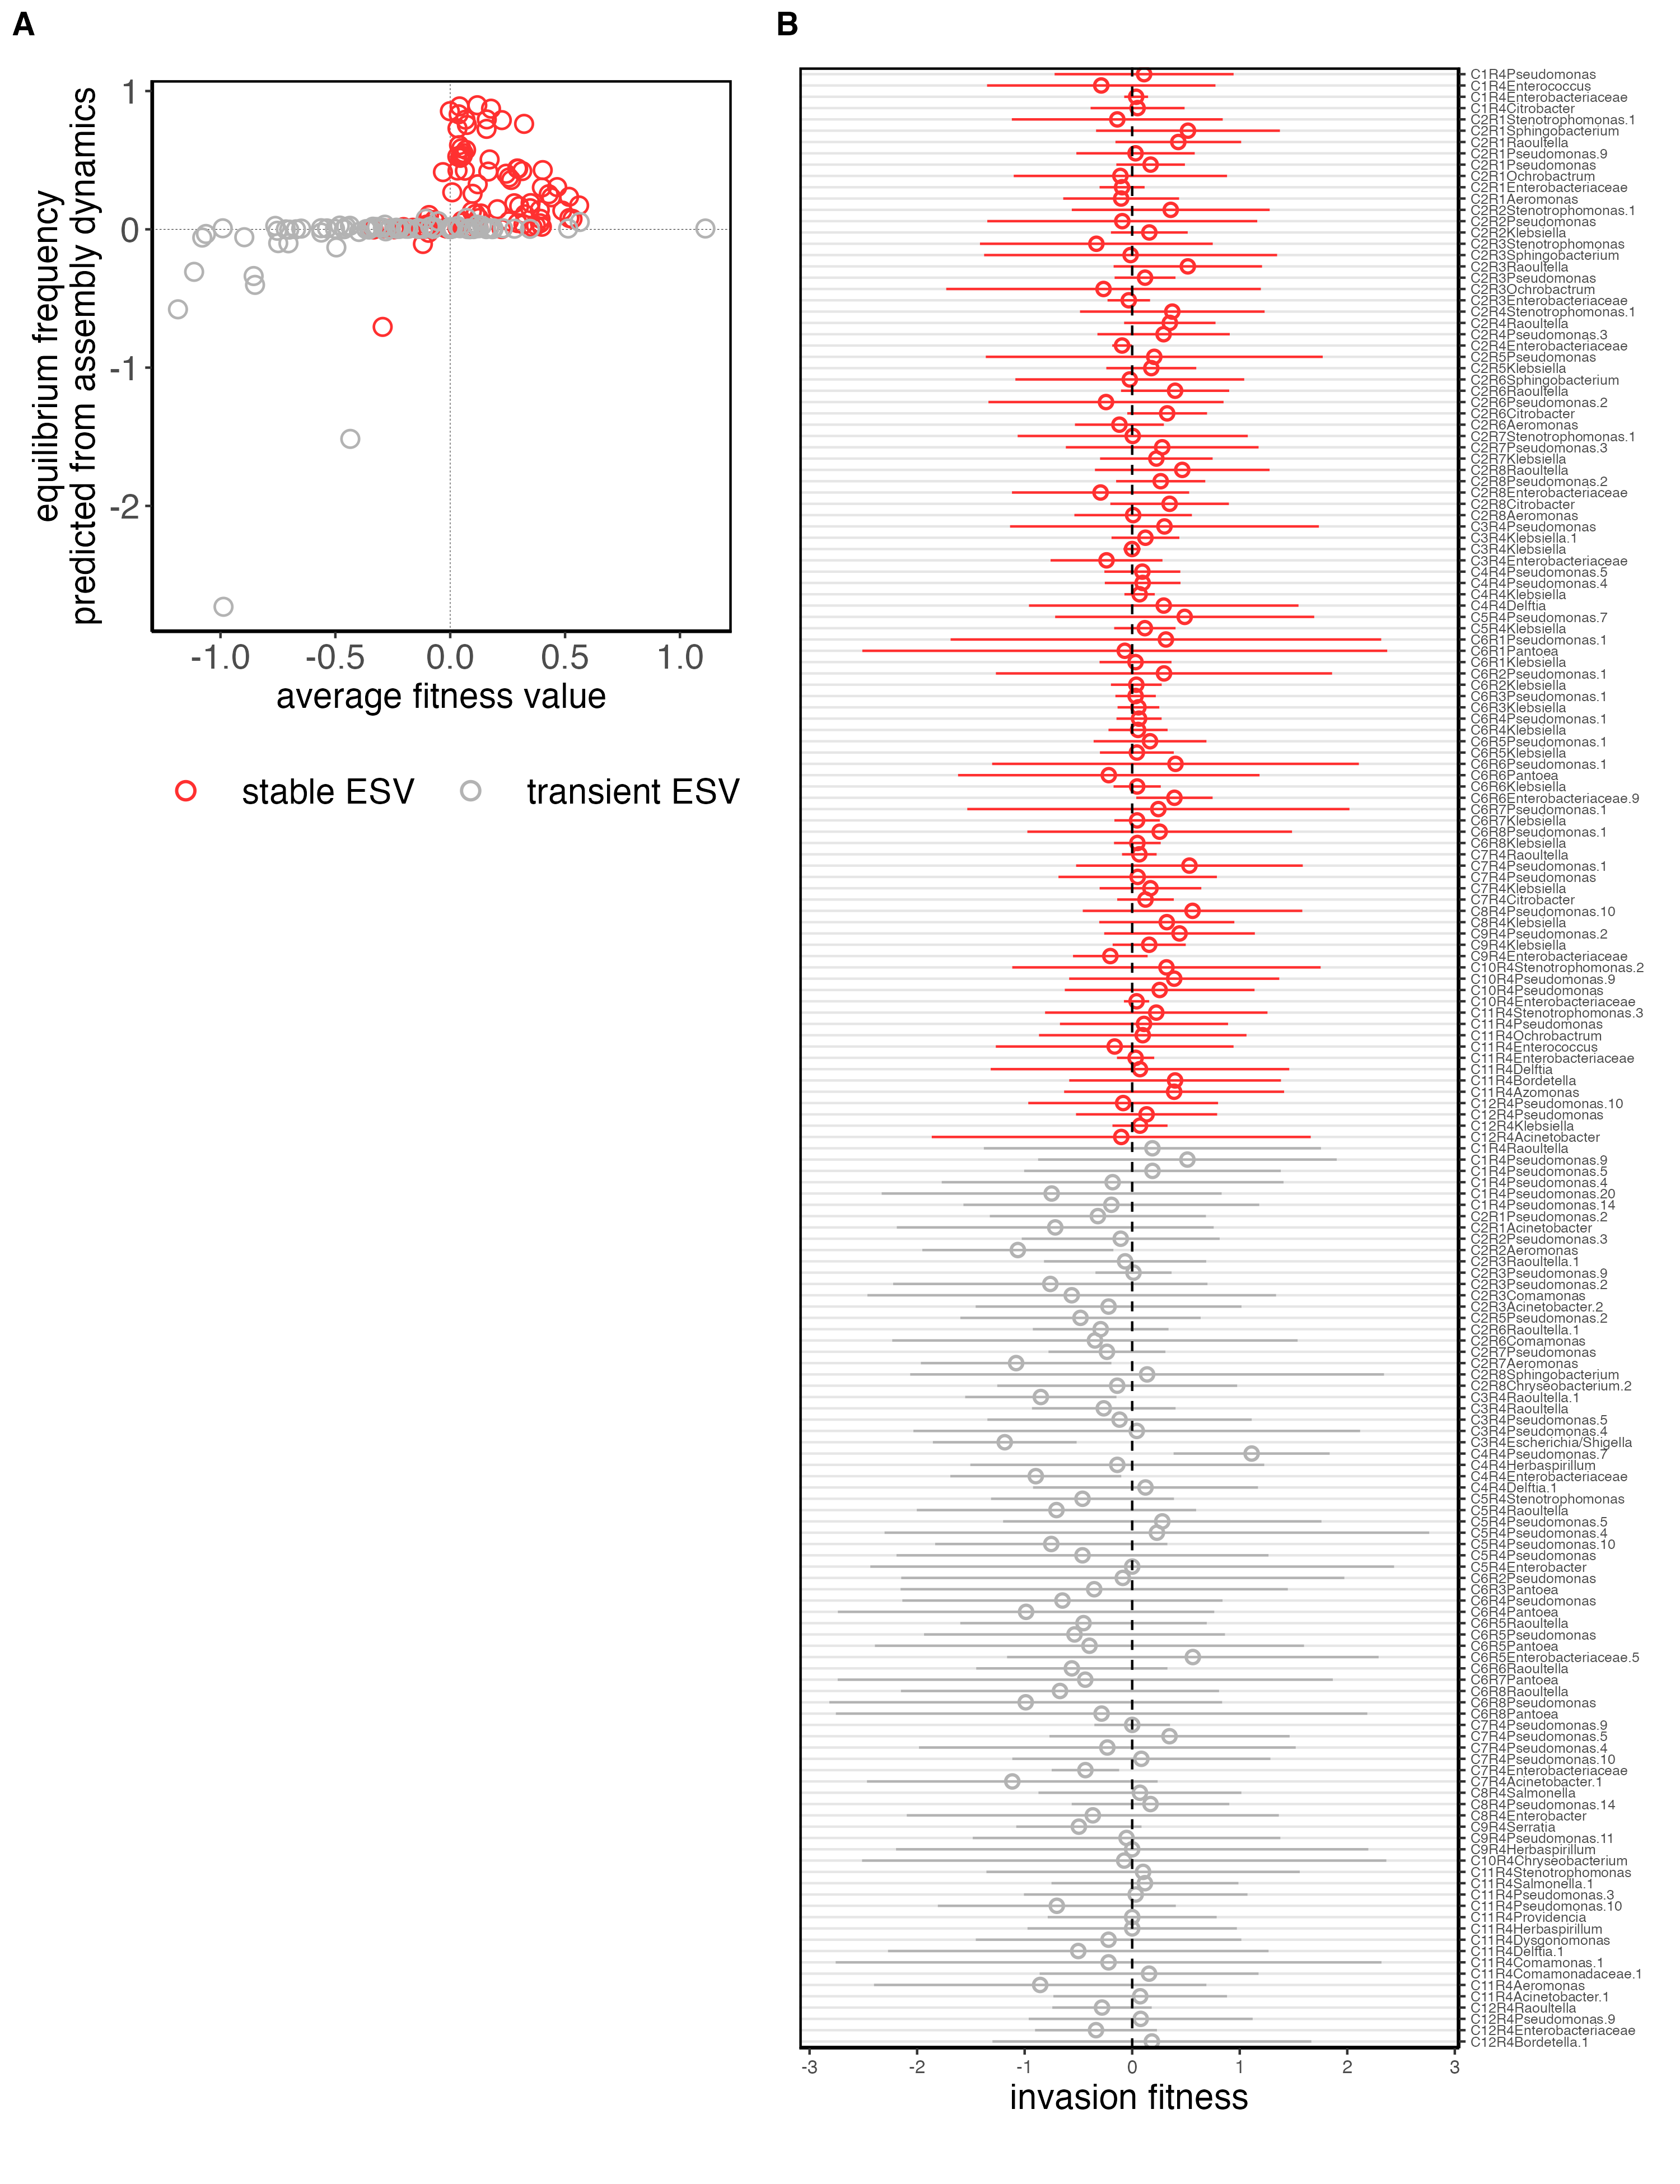 A
B
1
0
-1
-2
equilibrium frequency
predicted from assembly dynamics
-1.0
-0.5
0.0
0.5
1.0
average fitness value
stable ESV
transient ESV
C1R4Pseudomonas
C1R4Enterococcus
C1R4Enterobacteriaceae
C1R4Citrobacter
C2R1Stenotrophomonas.1
C2R1Sphingobacterium
C2R1Raoultella
C2R1Pseudomonas.9
C2R1Pseudomonas
C2R1Ochrobactrum
C2R1Enterobacteriaceae
C2R1Aeromonas
C2R2Stenotrophomonas.1
C2R2Pseudomonas
C2R2Klebsiella
C2R3Stenotrophomonas
C2R3Sphingobacterium
C2R3Raoultella
C2R3Pseudomonas
C2R3Ochrobactrum
C2R3Enterobacteriaceae
C2R4Stenotrophomonas.1
C2R4Raoultella
C2R4Pseudomonas.3
C2R4Enterobacteriaceae
C2R5Pseudomonas
C2R5Klebsiella
C2R6Sphingobacterium
C2R6Raoultella
C2R6Pseudomonas.2
C2R6Citrobacter
C2R6Aeromonas
C2R7Stenotrophomonas.1
C2R7Pseudomonas.3
C2R7Klebsiella
C2R8Raoultella
C2R8Pseudomonas.2
C2R8Enterobacteriaceae
C2R8Citrobacter
C2R8Aeromonas
C3R4Pseudomonas
C3R4Klebsiella.1
C3R4Klebsiella
C3R4Enterobacteriaceae
C4R4Pseudomonas.5
C4R4Pseudomonas.4
C4R4Klebsiella
C4R4Delftia
C5R4Pseudomonas.7
C5R4Klebsiella
C6R1Pseudomonas.1
C6R1Pantoea
C6R1Klebsiella
C6R2Pseudomonas.1
C6R2Klebsiella
C6R3Pseudomonas.1
C6R3Klebsiella
C6R4Pseudomonas.1
C6R4Klebsiella
C6R5Pseudomonas.1
C6R5Klebsiella
C6R6Pseudomonas.1
C6R6Pantoea
C6R6Klebsiella
C6R6Enterobacteriaceae.9
C6R7Pseudomonas.1
C6R7Klebsiella
C6R8Pseudomonas.1
C6R8Klebsiella
C7R4Raoultella
C7R4Pseudomonas.1
C7R4Pseudomonas
C7R4Klebsiella
C7R4Citrobacter
C8R4Pseudomonas.10
C8R4Klebsiella
C9R4Pseudomonas.2
C9R4Klebsiella
C9R4Enterobacteriaceae
C10R4Stenotrophomonas.2
C10R4Pseudomonas.9
C10R4Pseudomonas
C10R4Enterobacteriaceae
C11R4Stenotrophomonas.3
C11R4Pseudomonas
C11R4Ochrobactrum
C11R4Enterococcus
C11R4Enterobacteriaceae
C11R4Delftia
C11R4Bordetella
C11R4Azomonas
C12R4Pseudomonas.10
C12R4Pseudomonas
C12R4Klebsiella
C12R4Acinetobacter
C1R4Raoultella
C1R4Pseudomonas.9
C1R4Pseudomonas.5
C1R4Pseudomonas.4
C1R4Pseudomonas.20
C1R4Pseudomonas.14
C2R1Pseudomonas.2
C2R1Acinetobacter
C2R2Pseudomonas.3
C2R2Aeromonas
C2R3Raoultella.1
C2R3Pseudomonas.9
C2R3Pseudomonas.2
C2R3Comamonas
C2R3Acinetobacter.2
C2R5Pseudomonas.2
C2R6Raoultella.1
C2R6Comamonas
C2R7Pseudomonas
C2R7Aeromonas
C2R8Sphingobacterium
C2R8Chryseobacterium.2
C3R4Raoultella.1
C3R4Raoultella
C3R4Pseudomonas.5
C3R4Pseudomonas.4
C3R4Escherichia/Shigella
C4R4Pseudomonas.7
C4R4Herbaspirillum
C4R4Enterobacteriaceae
C4R4Delftia.1
C5R4Stenotrophomonas
C5R4Raoultella
C5R4Pseudomonas.5
C5R4Pseudomonas.4
C5R4Pseudomonas.10
C5R4Pseudomonas
C5R4Enterobacter
C6R2Pseudomonas
C6R3Pantoea
C6R4Pseudomonas
C6R4Pantoea
C6R5Raoultella
C6R5Pseudomonas
C6R5Pantoea
C6R5Enterobacteriaceae.5
C6R6Raoultella
C6R7Pantoea
C6R8Raoultella
C6R8Pseudomonas
C6R8Pantoea
C7R4Pseudomonas.9
C7R4Pseudomonas.5
C7R4Pseudomonas.4
C7R4Pseudomonas.10
C7R4Enterobacteriaceae
C7R4Acinetobacter.1
C8R4Salmonella
C8R4Pseudomonas.14
C8R4Enterobacter
C9R4Serratia
C9R4Pseudomonas.11
C9R4Herbaspirillum
C10R4Chryseobacterium
C11R4Stenotrophomonas
C11R4Salmonella.1
C11R4Pseudomonas.3
C11R4Pseudomonas.10
C11R4Providencia
C11R4Herbaspirillum
C11R4Dysgonomonas
C11R4Delftia.1
C11R4Comamonas.1
C11R4Comamonadaceae.1
C11R4Aeromonas
C11R4Acinetobacter.1
C12R4Raoultella
C12R4Pseudomonas.9
C12R4Enterobacteriaceae
C12R4Bordetella.1
-3
-2
-1
0
1
2
3
invasion fitness